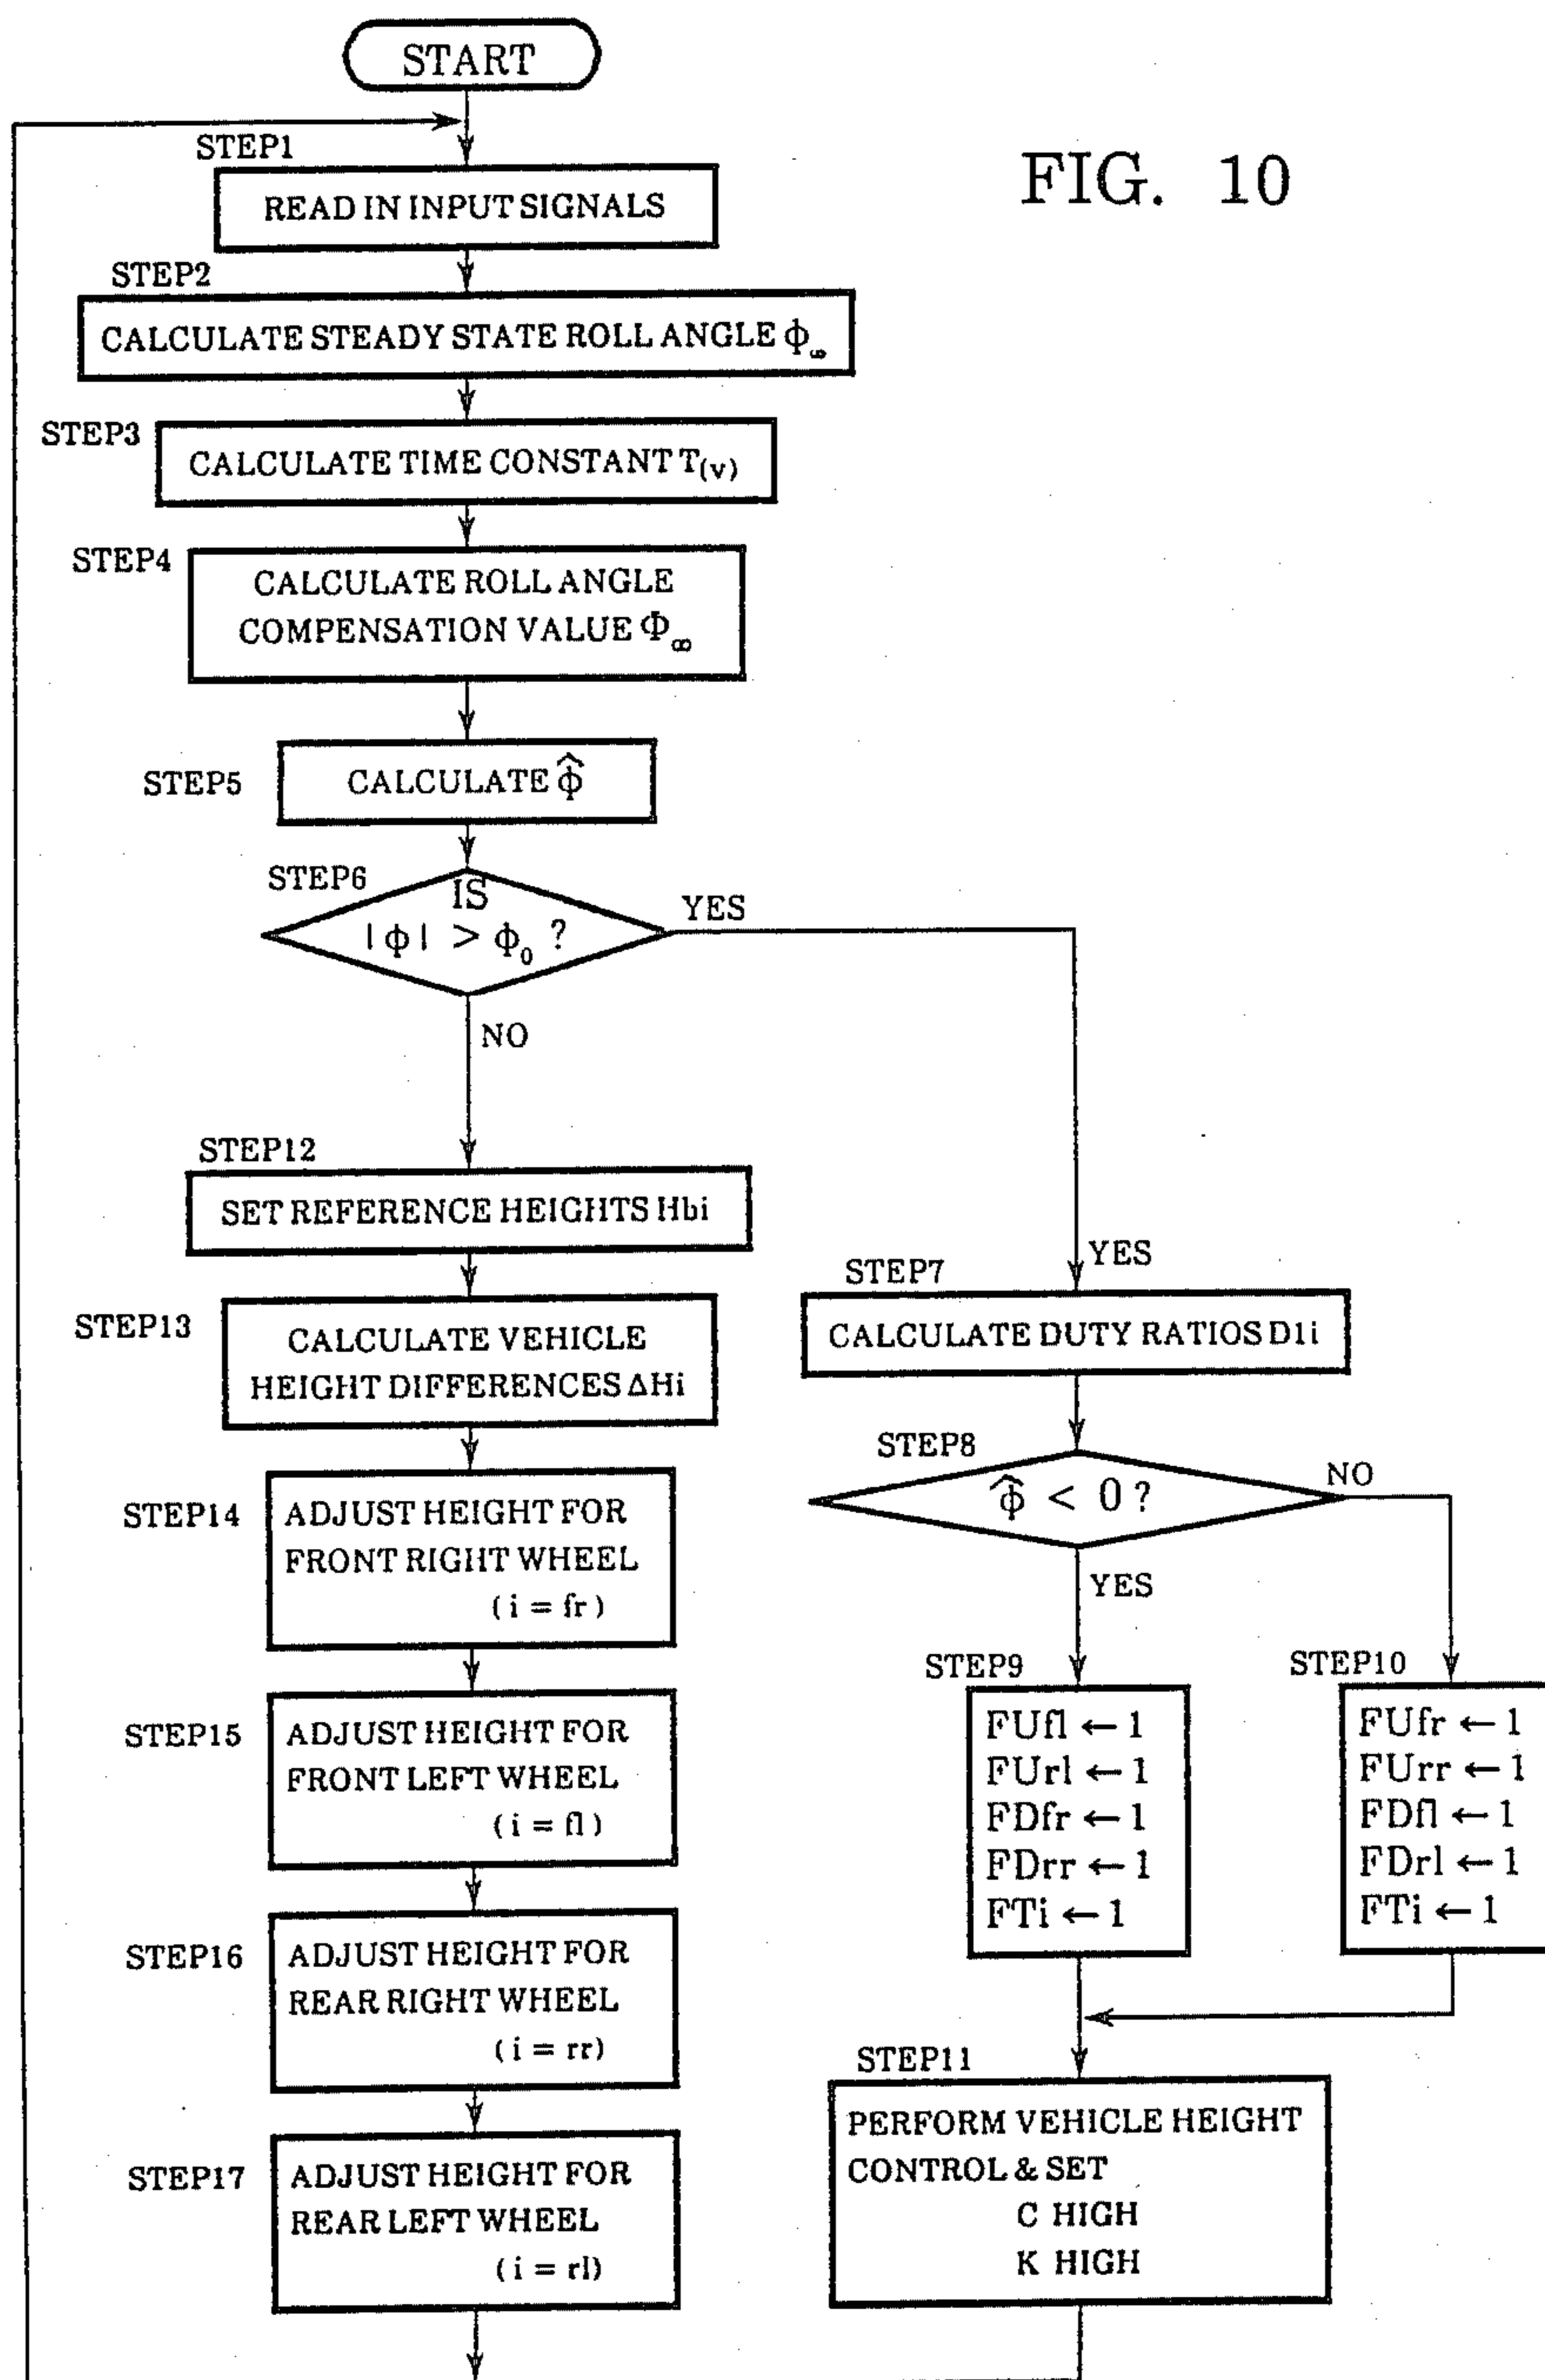 START
FIG. 10
STEP1
READ IN INPUT SIGNALS
STEP2
CALCULATE STEADY STATE ROLL ANGLE ϕ∞
STEP3
CALCULATE TIME CONSTANT T(v)
STEP4
CALCULATE ROLL ANGLE
COMPENSATION VALUE Φ∞
STEP5
CALCULATE ϕ̂
STEP6
IS
|ϕ| > ϕ0 ?
YES
NO
STEP12
SET REFERENCE HEIGHTS Hbi
STEP13
CALCULATE VEHICLE
HEIGHT DIFFERENCES ΔHi
STEP14
ADJUST HEIGHT FOR
FRONT RIGHT WHEEL
(i = fr)
STEP15
ADJUST HEIGHT FOR
FRONT LEFT WHEEL
(i = fl)
STEP16
ADJUST HEIGHT FOR
REAR RIGHT WHEEL
(i = rr)
STEP17
ADJUST HEIGHT FOR
REAR LEFT WHEEL
(i = rl)
YES
STEP7
CALCULATE DUTY RATIOS D1i
STEP8
ϕ̂ < 0 ?
NO
YES
STEP9
FUfl ← 1
FUrl ← 1
FDfr ← 1
FDrr ← 1
FTi ← 1
STEP10
FUfr ← 1
FUrr ← 1
FDfl ← 1
FDrl ← 1
FTi ← 1
STEP11
PERFORM VEHICLE HEIGHT
CONTROL & SET
C HIGH
K HIGH